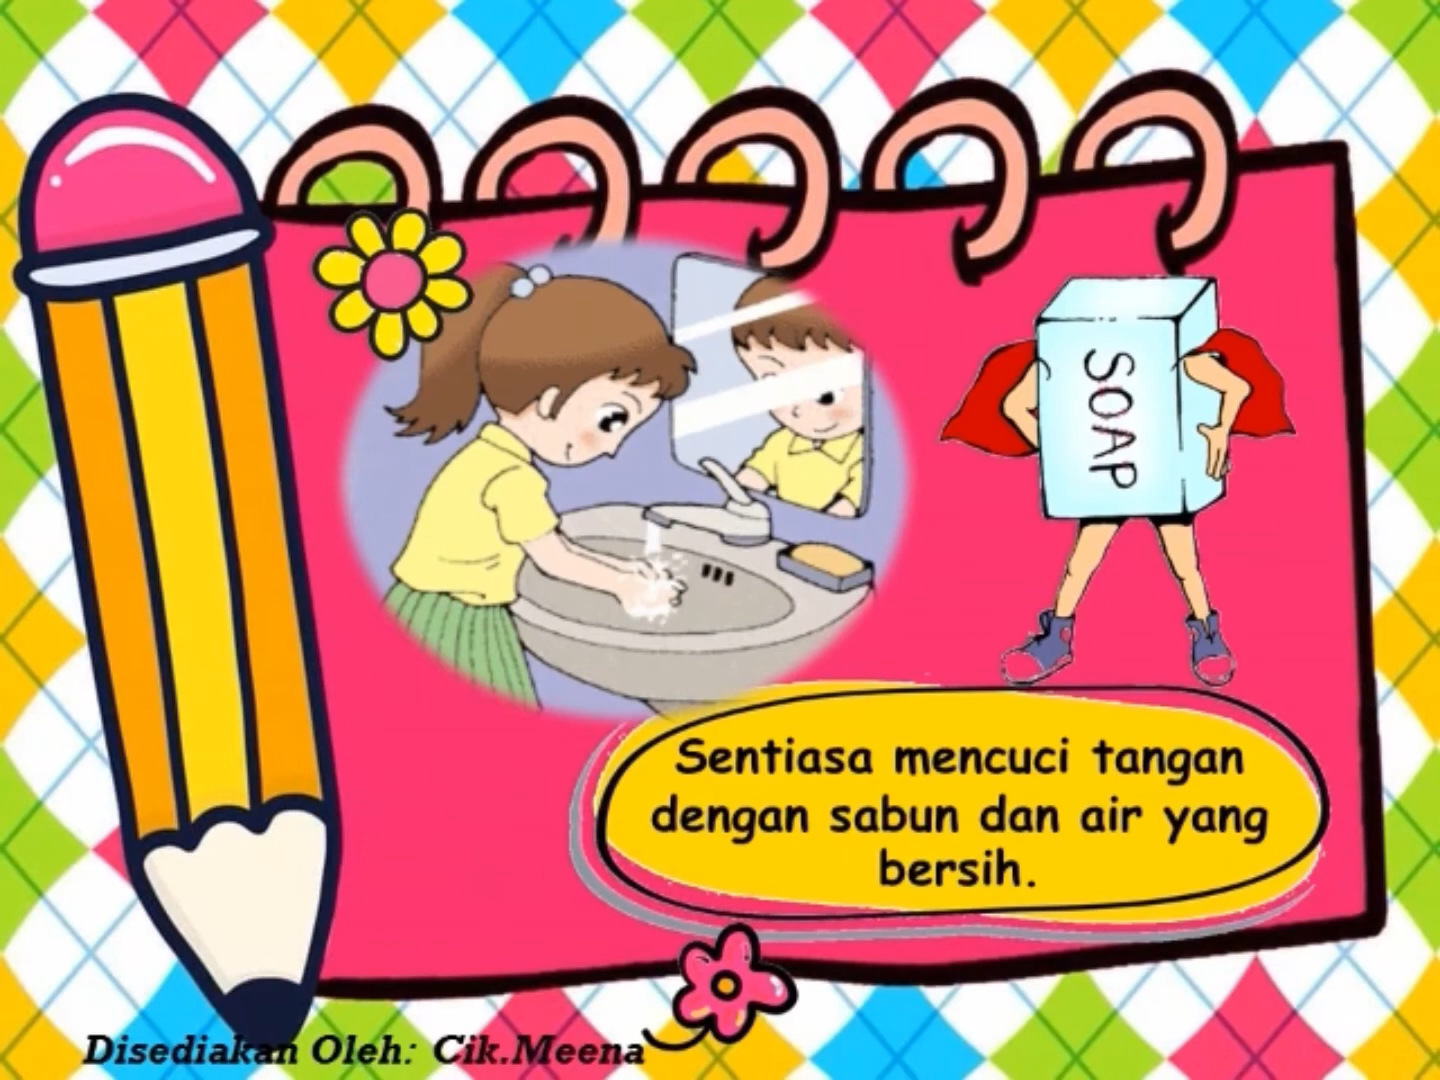 SOAP
Sentiasa mencuci tangan
dengan sabun dan air yang
bersih.
Disediakan Oleh: Cik.Meena